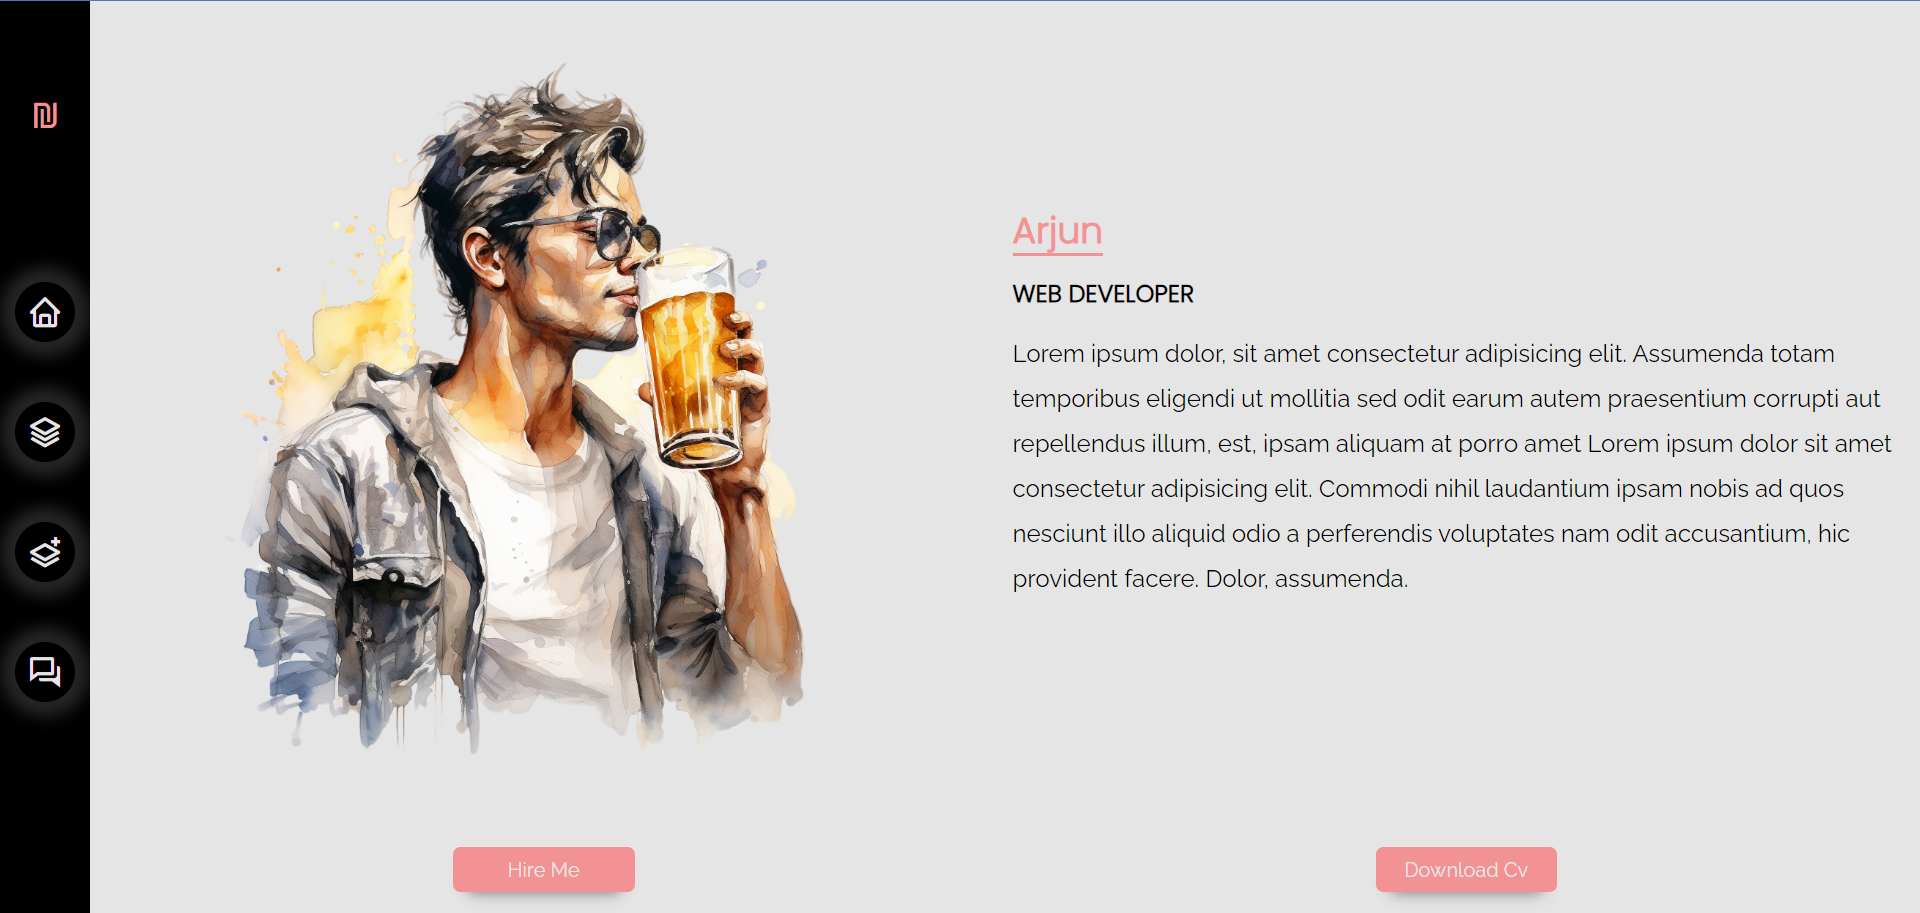 ₪
Arjun
WEB DEVELOPER
Lorem ipsum dolor, sit amet consectetur adipisicing elit. Assumenda totam
temporibus eligendi ut mollitia sed odit earum autem praesentium corrupti aut
repellendus illum, est, ipsam aliquam at porro amet Lorem ipsum dolor sit amet
consectetur adipisicing elit. Commodi nihil laudantium ipsam nobis ad quos
nesciunt illo aliquid odio a perferendis voluptates nam odit accusantium, hic
provident facere. Dolor, assumenda.
Hire Me
Download Cv